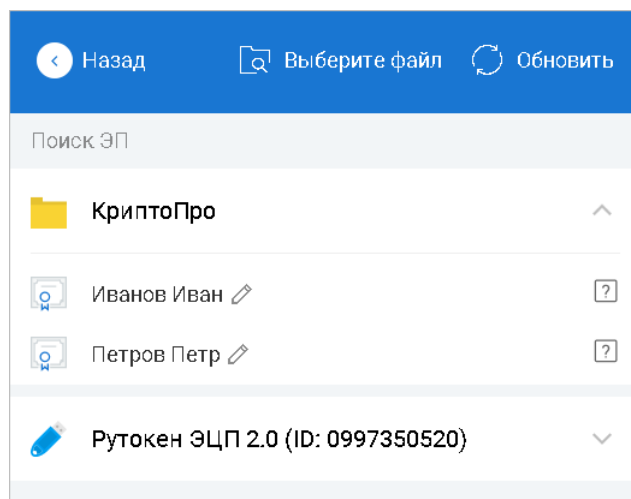 Назад Выберите файл Обновить
Поиск ЭП
КриптоПро
Иванов Иван ?
Петров Петр ?
Рутокен ЭЦП 2.0 (ID: 0997350520)